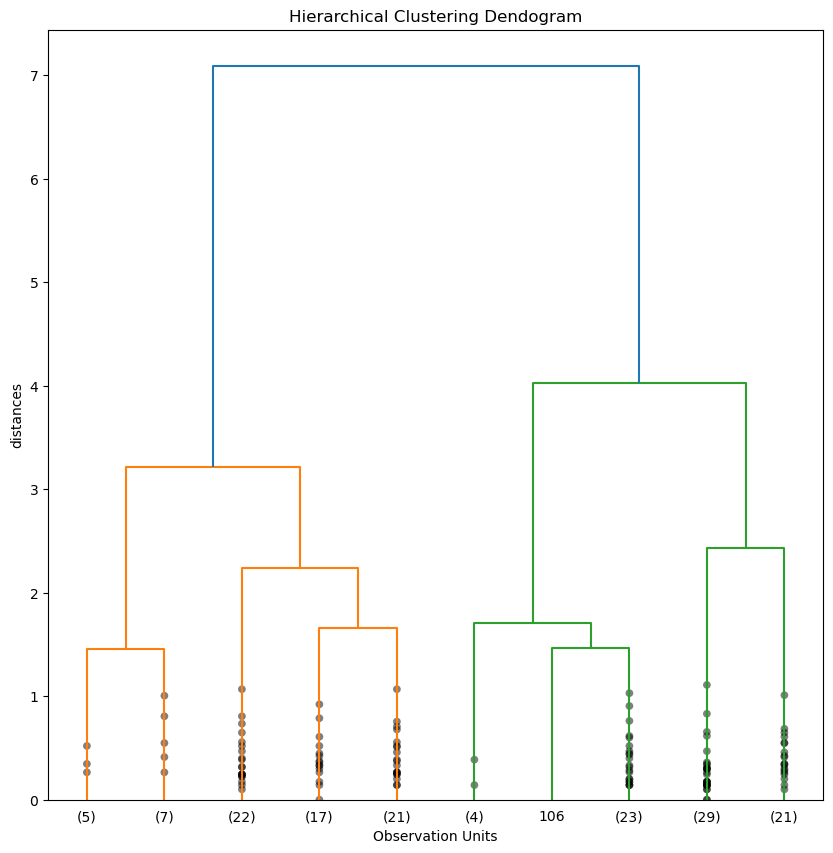 Hierarchical Clustering Dendogram
7
6
5
4
3
2
1
0
distances
(5) (7) (22) (17) (21) (4) 106 (23) (29) (21)
Observation Units